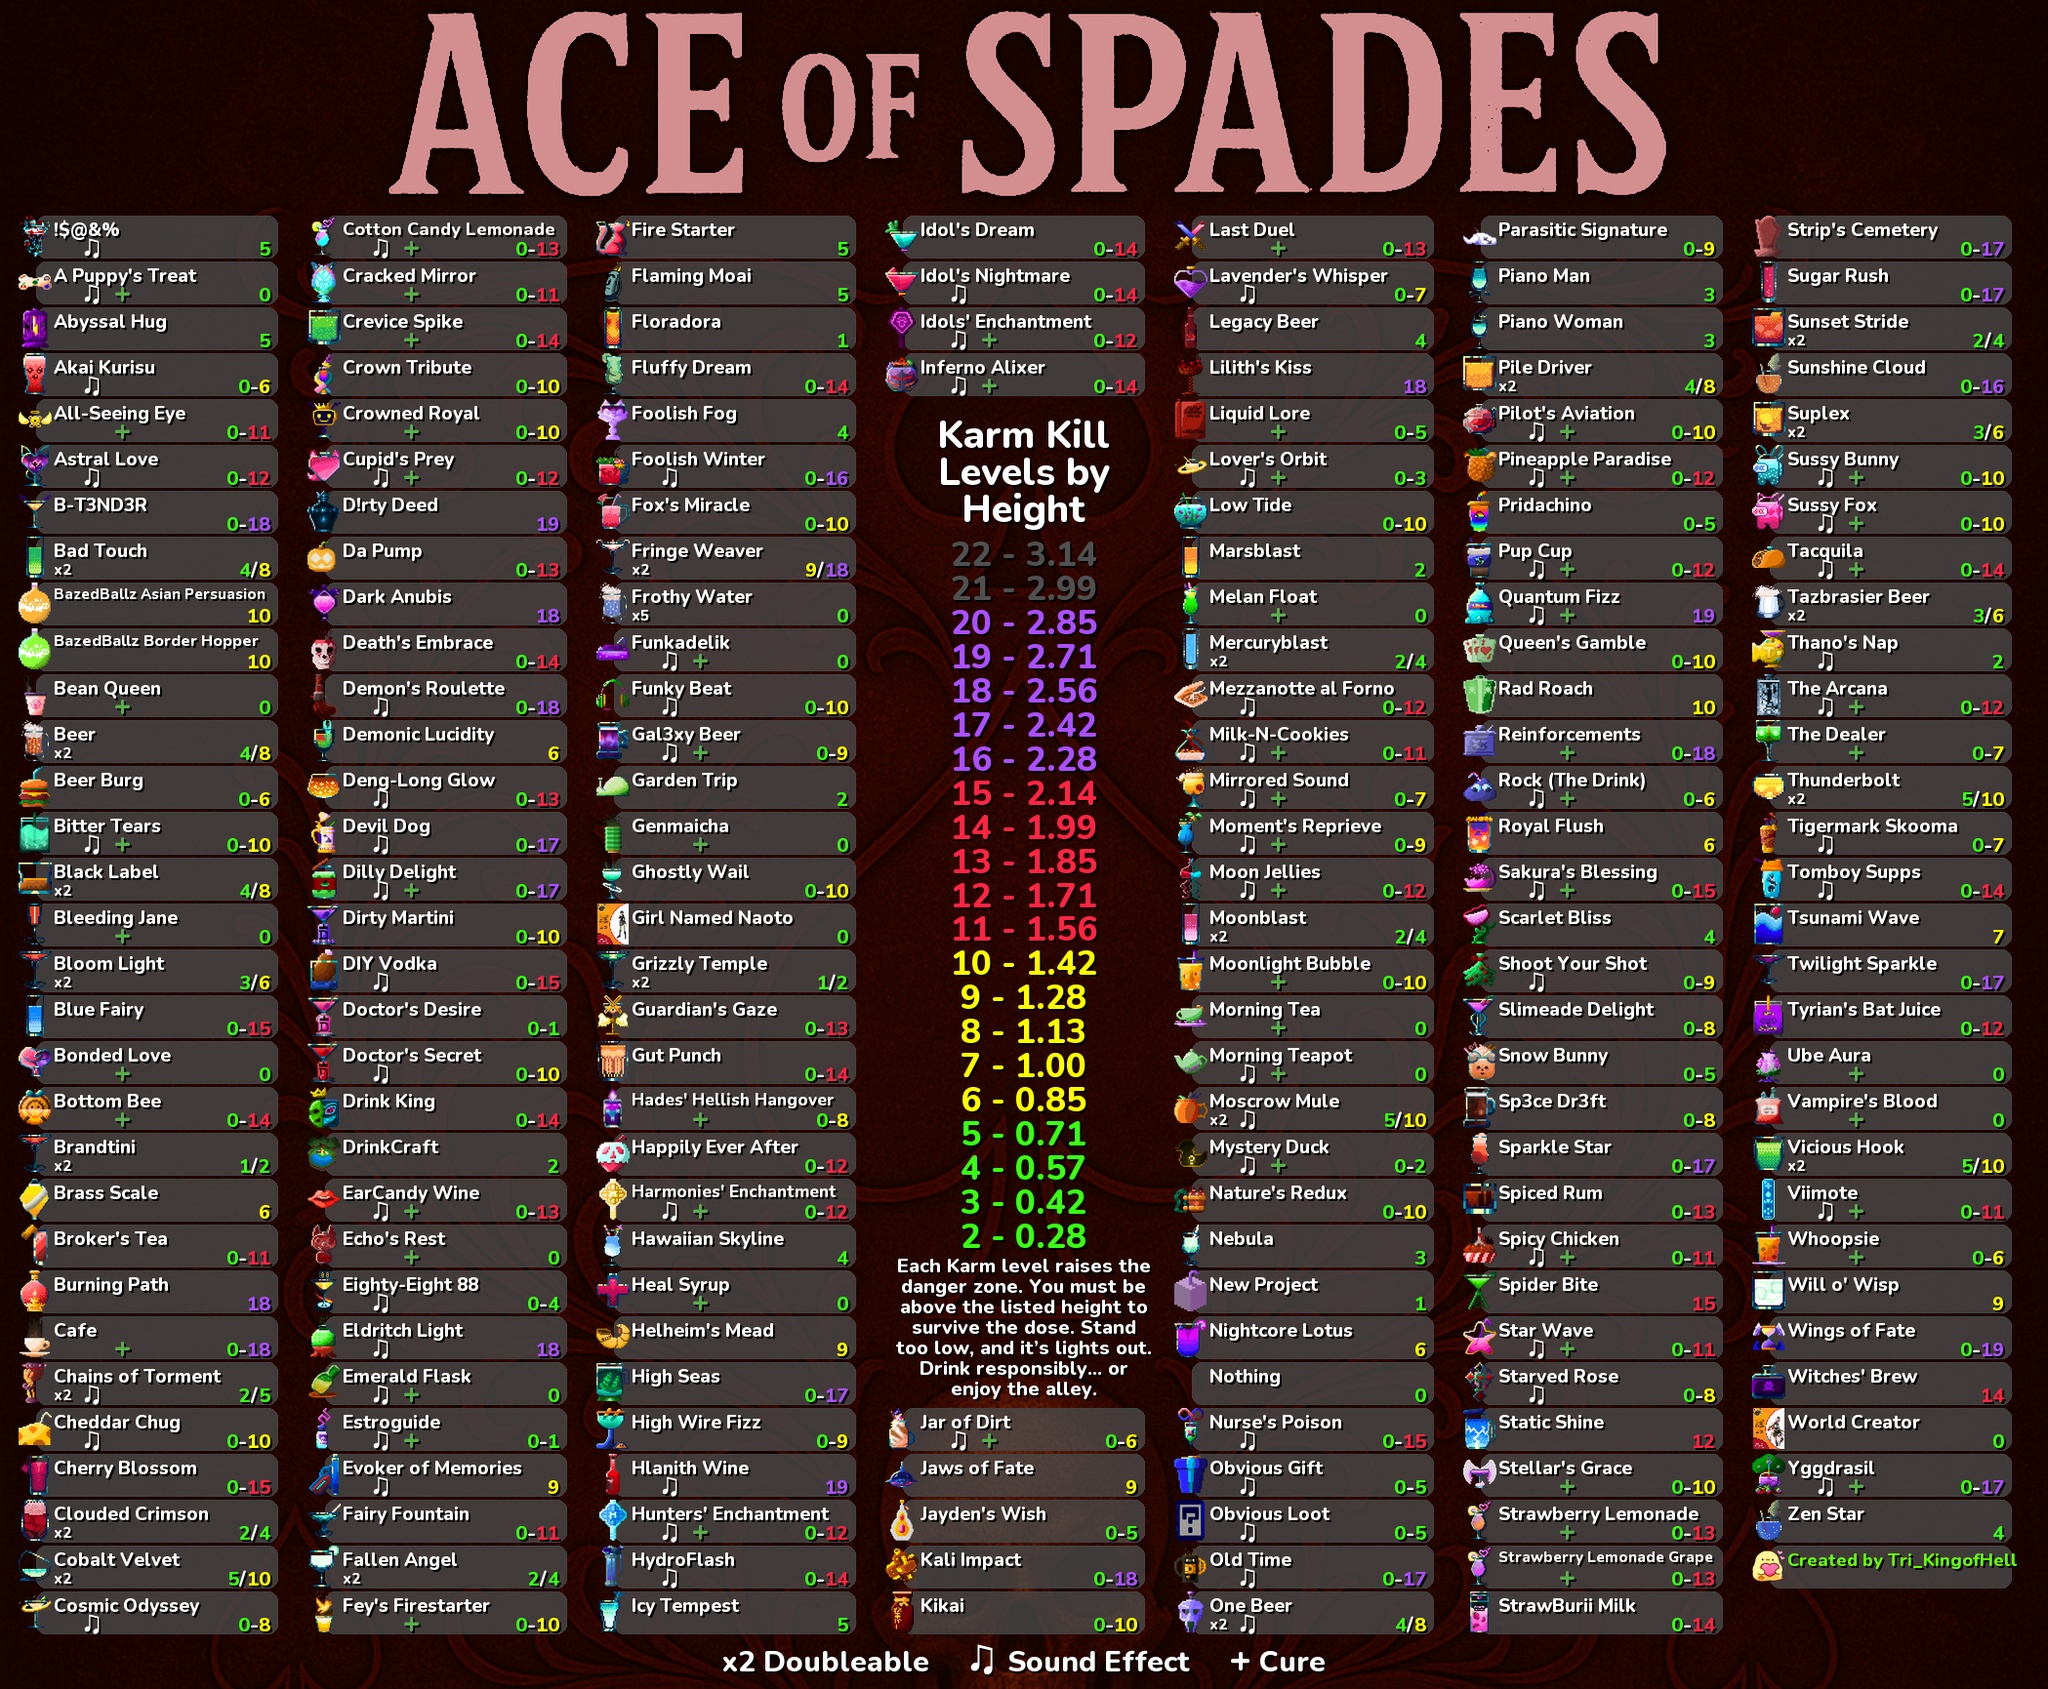 ACE OF SPADES
!$@&%
♫ 5
A Puppy's Treat
♫ + 0
Abyssal Hug
5
Akai Kurisu
♫ 0-6
All-Seeing Eye
+ 0-11
Astral Love
♫ 0-12
B-T3ND3R
0-18
Bad Touch
x2 4/8
BazedBallz Asian Persuasion
10
BazedBallz Border Hopper
10
Bean Queen
+ 0
Beer
x2 4/8
Beer Burg
0-6
Bitter Tears
♫ + 0-10
Black Label
x2 4/8
Bleeding Jane
+ 0
Bloom Light
x2 3/6
Blue Fairy
0-15
Bonded Love
+ 0
Bottom Bee
+ 0-14
Brandtini
x2 1/2
Brass Scale
6
Broker's Tea
0-11
Burning Path
18
Cafe
+ 0-18
Chains of Torment
x2 ♫ 2/5
Cheddar Chug
♫ 0-10
Cherry Blossom
0-15
Clouded Crimson
x2 2/4
Cobalt Velvet
x2 5/10
Cosmic Odyssey
♫ 0-8
Cotton Candy Lemonade
♫ + 0-13
Cracked Mirror
+ 0-11
Crevice Spike
+ 0-14
Crown Tribute
0-10
Crowned Royal
+ 0-10
Cupid's Prey
♫ + 0-12
D!rty Deed
19
Da Pump
0-13
Dark Anubis
18
Death's Embrace
0-14
Demon's Roulette
♫ 0-18
Demonic Lucidity
6
Deng-Long Glow
♫ 0-13
Devil Dog
♫ 0-17
Dilly Delight
♫ + 0-17
Dirty Martini
0-10
DIY Vodka
♫ 0-15
Doctor's Desire
0-1
Doctor's Secret
♫ 0-10
Drink King
0-14
DrinkCraft
2
EarCandy Wine
♫ + 0-13
Echo's Rest
+ 0
Eighty-Eight 88
♫ 0-4
Eldritch Light
♫ 18
Emerald Flask
♫ + 0
Estroguide
♫ + 0-1
Evoker of Memories
♫ 9
Fairy Fountain
0-11
Fallen Angel
x2 2/4
Fey's Firestarter
+ 0-10
Fire Starter
5
Flaming Moai
5
Floradora
1
Fluffy Dream
0-14
Foolish Fog
4
Foolish Winter
♫ 0-16
Fox's Miracle
0-10
Fringe Weaver
x2 9/18
Frothy Water
x5 0
Funkadelik
♫ + 0
Funky Beat
♫ 0-10
Gal3xy Beer
♫ + 0-9
Garden Trip
2
Genmaicha
+ 0
Ghostly Wail
0-10
Girl Named Naoto
0
Grizzly Temple
x2 1/2
Guardian's Gaze
0-13
Gut Punch
0-14
Hades' Hellish Hangover
+ 0-8
Happily Ever After
0-12
Harmonies' Enchantment
♫ + 0-12
Hawaiian Skyline
4
Heal Syrup
+ 0
Helheim's Mead
9
High Seas
0-17
High Wire Fizz
0-9
Hlanith Wine
19
Hunters' Enchantment
♫ + 0-12
HydroFlash
♫ 0-14
Icy Tempest
5
Idol's Dream
0-14
Idol's Nightmare
♫ 0-14
Idols' Enchantment
♫ + 0-12
Inferno Alixer
♫ + 0-14
Karm Kill
Levels by
Height
22 - 3.14
21 - 2.99
20 - 2.85
19 - 2.71
18 - 2.56
17 - 2.42
16 - 2.28
15 - 2.14
14 - 1.99
13 - 1.85
12 - 1.71
11 - 1.56
10 - 1.42
9 - 1.28
8 - 1.13
7 - 1.00
6 - 0.85
5 - 0.71
4 - 0.57
3 - 0.42
2 - 0.28
Each Karm level raises the
danger zone. You must be
above the listed height to
survive the dose. Stand
too low, and it's lights out.
Drink responsibly... or
enjoy the alley.
Jar of Dirt
♫ + 0-6
Jaws of Fate
9
Jayden's Wish
0-5
Kali Impact
0-18
Kikai
0-10
Last Duel
+ 0-13
Lavender's Whisper
♫ 0-7
Legacy Beer
4
Lilith's Kiss
18
Liquid Lore
+ 0-5
Lover's Orbit
♫ + 0-3
Low Tide
0-10
Marsblast
2
Melan Float
+ 0
Mercuryblast
x2 2/4
Mezzanotte al Forno
♫ 0-12
Milk-N-Cookies
♫ + 0-11
Mirrored Sound
♫ + 0-7
Moment's Reprieve
♫ + 0-9
Moon Jellies
♫ + 0-12
Moonblast
x2 2/4
Moonlight Bubble
+ 0-10
Morning Tea
+ 0
Morning Teapot
♫ + 0
Moscrow Mule
x2 ♫ 5/10
Mystery Duck
♫ + 0-2
Nature's Redux
0-10
Nebula
3
New Project
1
Nightcore Lotus
6
Nothing
0
Nurse's Poison
♫ 0-15
Obvious Gift
♫ 0-5
Obvious Loot
♫ 0-5
Old Time
♫ 0-17
One Beer
x2 ♫ 4/8
Parasitic Signature
0-9
Piano Man
3
Piano Woman
3
Pile Driver
x2 4/8
Pilot's Aviation
♫ + 0-10
Pineapple Paradise
♫ + 0-12
Pridachino
0-5
Pup Cup
♫ + 0-12
Quantum Fizz
♫ + 19
Queen's Gamble
0-10
Rad Roach
10
Reinforcements
+ 0-18
Rock (The Drink)
♫ + 0-6
Royal Flush
6
Sakura's Blessing
♫ + 0-15
Scarlet Bliss
4
Shoot Your Shot
♫ 0-9
Slimeade Delight
0-8
Snow Bunny
0-5
Sp3ce Dr3ft
0-8
Sparkle Star
0-17
Spiced Rum
0-13
Spicy Chicken
♫ + 0-11
Spider Bite
15
Star Wave
♫ + 0-11
Starved Rose
♫ 0-8
Static Shine
12
Stellar's Grace
+ 0-10
Strawberry Lemonade
+ 0-13
Strawberry Lemonade Grape
+ 0-13
StrawBurii Milk
0-14
Strip's Cemetery
0-17
Sugar Rush
0-17
Sunset Stride
x2 2/4
Sunshine Cloud
0-16
Suplex
x2 3/6
Sussy Bunny
♫ + 0-10
Sussy Fox
♫ + 0-10
Tacquila
♫ + 0-14
Tazbrasier Beer
x2 3/6
Thano's Nap
♫ 2
The Arcana
♫ + 0-12
The Dealer
+ 0-7
Thunderbolt
x2 5/10
Tigermark Skooma
♫ 0-7
Tomboy Supps
♫ 0-14
Tsunami Wave
7
Twilight Sparkle
0-17
Tyrian's Bat Juice
0-12
Ube Aura
+ 0
Vampire's Blood
+ 0
Vicious Hook
x2 5/10
Viimote
♫ + 0-11
Whoopsie
+ 0-6
Will o' Wisp
9
Wings of Fate
0-19
Witches' Brew
14
World Creator
0
Yggdrasil
♫ + 0-17
Zen Star
4
Created by Tri_KingofHell
x2 Doubleable ♫ Sound Effect + Cure